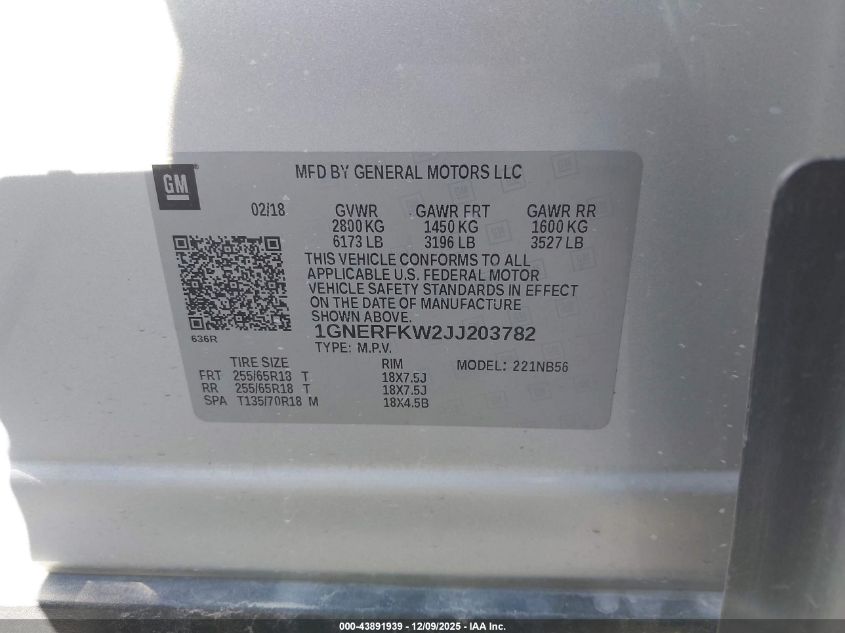 GM
MFD BY GENERAL MOTORS LLC
02/18 GVWR GAWR FRT GAWR RR
2800 KG 1450 KG 1600 KG
6173 LB 3196 LB 3527 LB
THIS VEHICLE CONFORMS TO ALL
APPLICABLE U.S. FEDERAL MOTOR
VEHICLE SAFETY STANDARDS IN EFFECT
ON THE DATE OF MANUFACTURE
SHOWN ABOVE.
1GNERFKW2JJ203782
636R
TYPE: M.P.V.
TIRE SIZE RIM MODEL: 221NB56
FRT 255/65R18 T 18X7.5J
RR 255/65R18 T 18X7.5J
SPA T135/70R18 M 18X4.5B
000-43891939 - 12/09/2025 - IAA Inc.